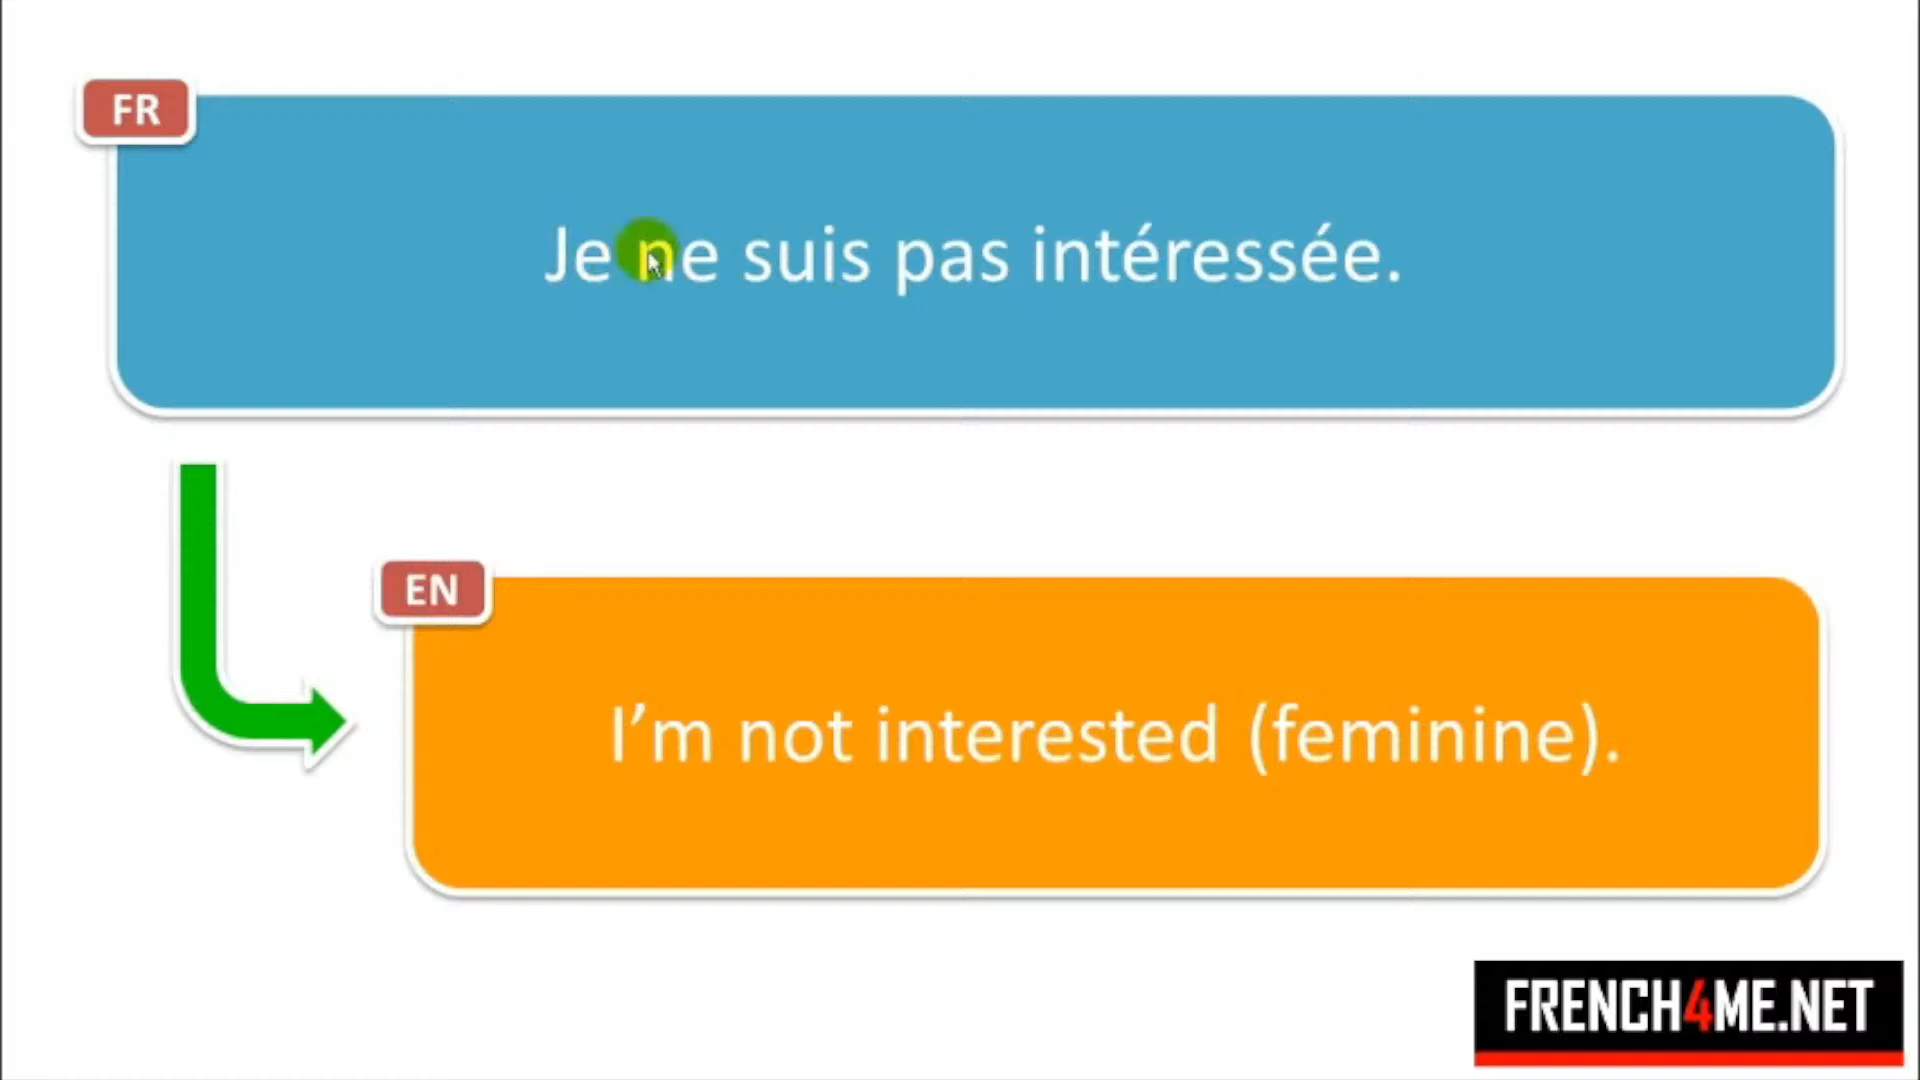 FR
Je ne suis pas intéressée.
EN
I’m not interested (feminine).
FRENCH4ME.NET